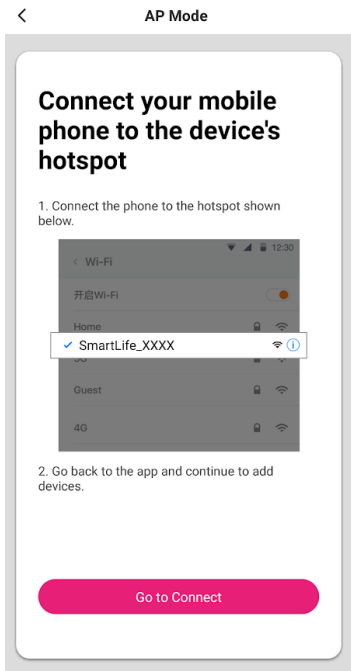 AP Mode
Connect your mobile
phone to the device's
hotspot
1. Connect the phone to the hotspot shown
below.
12:30
Wi-Fi
开启Wi-Fi
Home
SmartLife_XXXX
5G
Guest
4G
2. Go back to the app and continue to add
devices.
Go to Connect